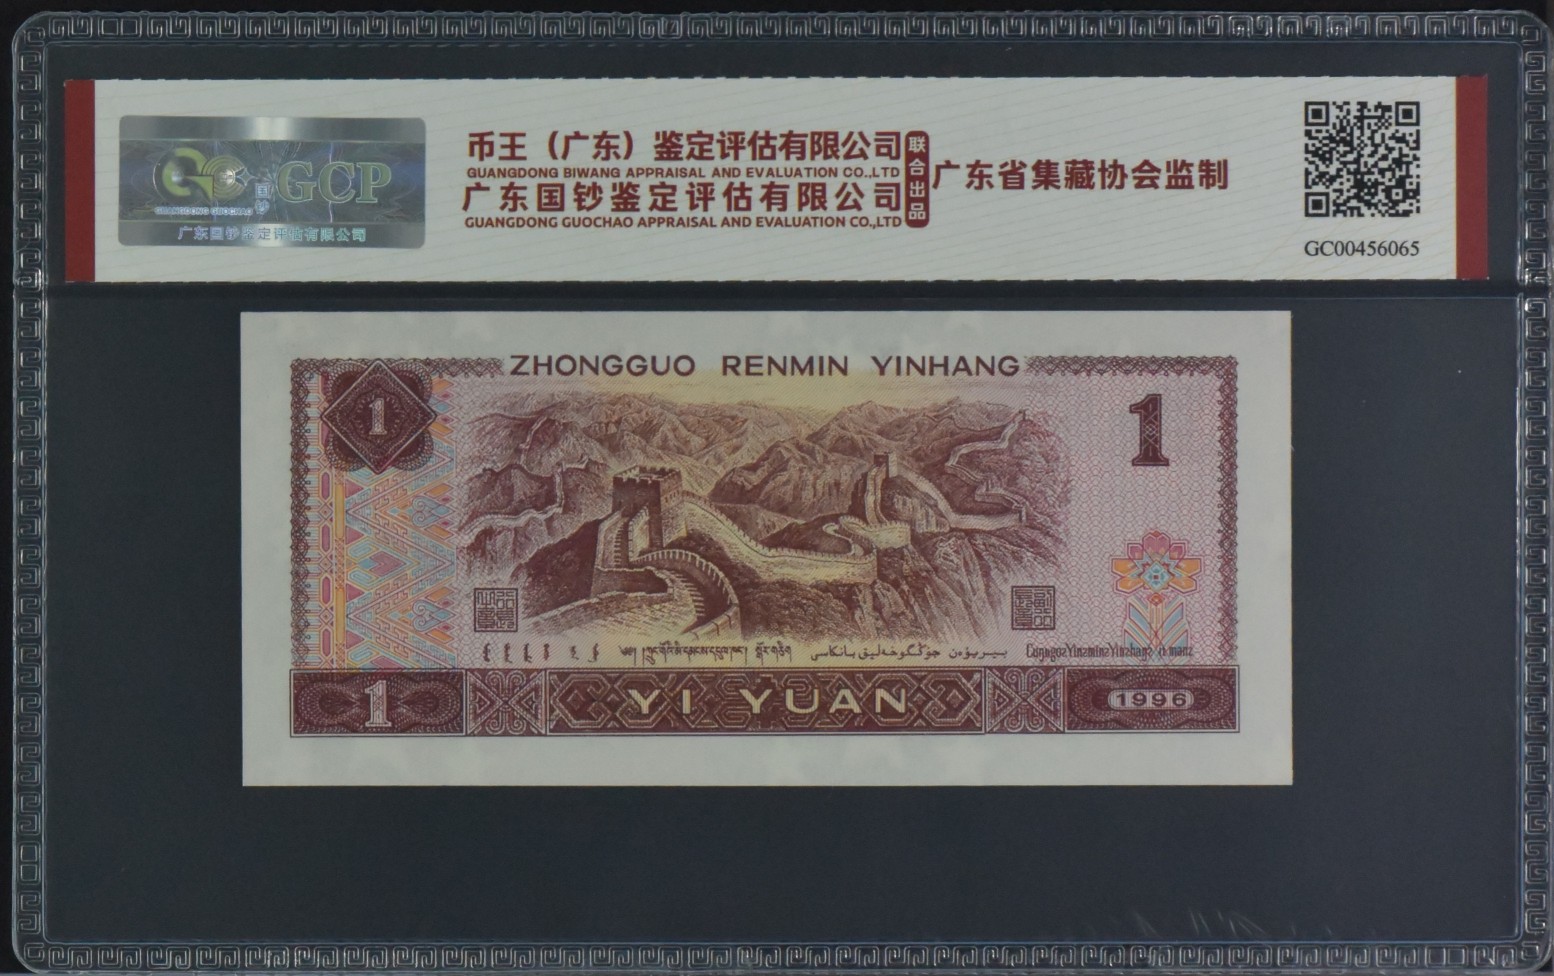 GCP
国钞
GUANGDONG GUOCHAO
广东国钞鉴定评估有限公司
币王（广东）鉴定评估有限公司
GUANGDONG BIWANG APPRAISAL AND EVALUATION CO.,LTD
广东国钞鉴定评估有限公司
GUANGDONG GUOCHAO APPRAISAL AND EVALUATION CO.,LTD
联合出品
广东省集藏协会监制
GC00456065
ZHONGGUO RENMIN YINHANG
1
1
1
YI YUAN
1996